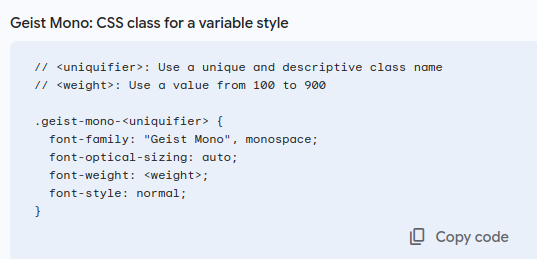 Geist Mono: CSS class for a variable style
// <uniquifier>: Use a unique and descriptive class name
// <weight>: Use a value from 100 to 900
.geist-mono-<uniquifier> {
  font-family: "Geist Mono", monospace;
  font-optical-sizing: auto;
  font-weight: <weight>;
  font-style: normal;
}
Copy code